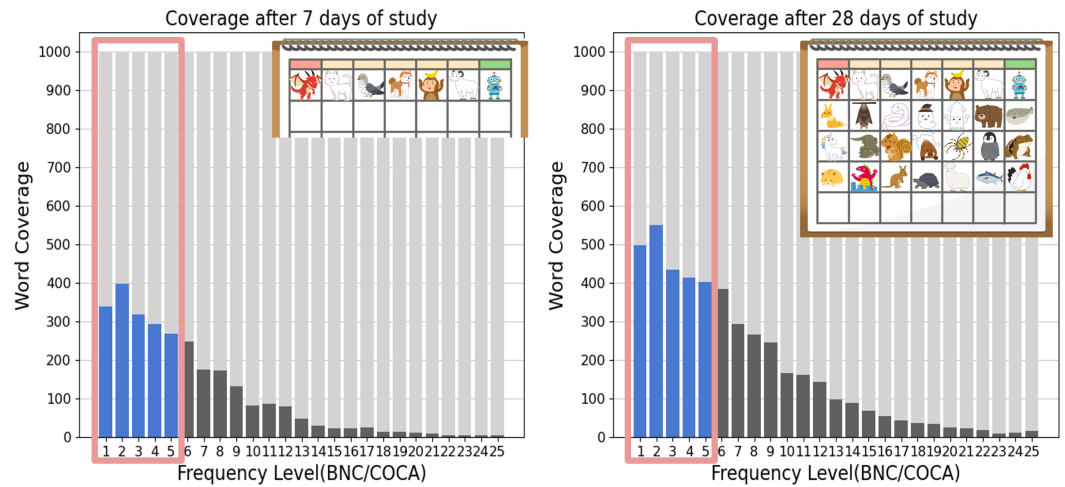 Coverage after 7 days of study
1000
900
800
700
600
500
400
300
200
100
0
Word Coverage
1 2 3 4 5 6 7 8 9 10 11 12 13 14 15 16 17 18 19 20 21 22 23 24 25
Frequency Level(BNC/COCA)
Coverage after 28 days of study
1000
900
800
700
600
500
400
300
200
100
0
Word Coverage
1 2 3 4 5 6 7 8 9 10 11 12 13 14 15 16 17 18 19 20 21 22 23 24 25
Frequency Level(BNC/COCA)